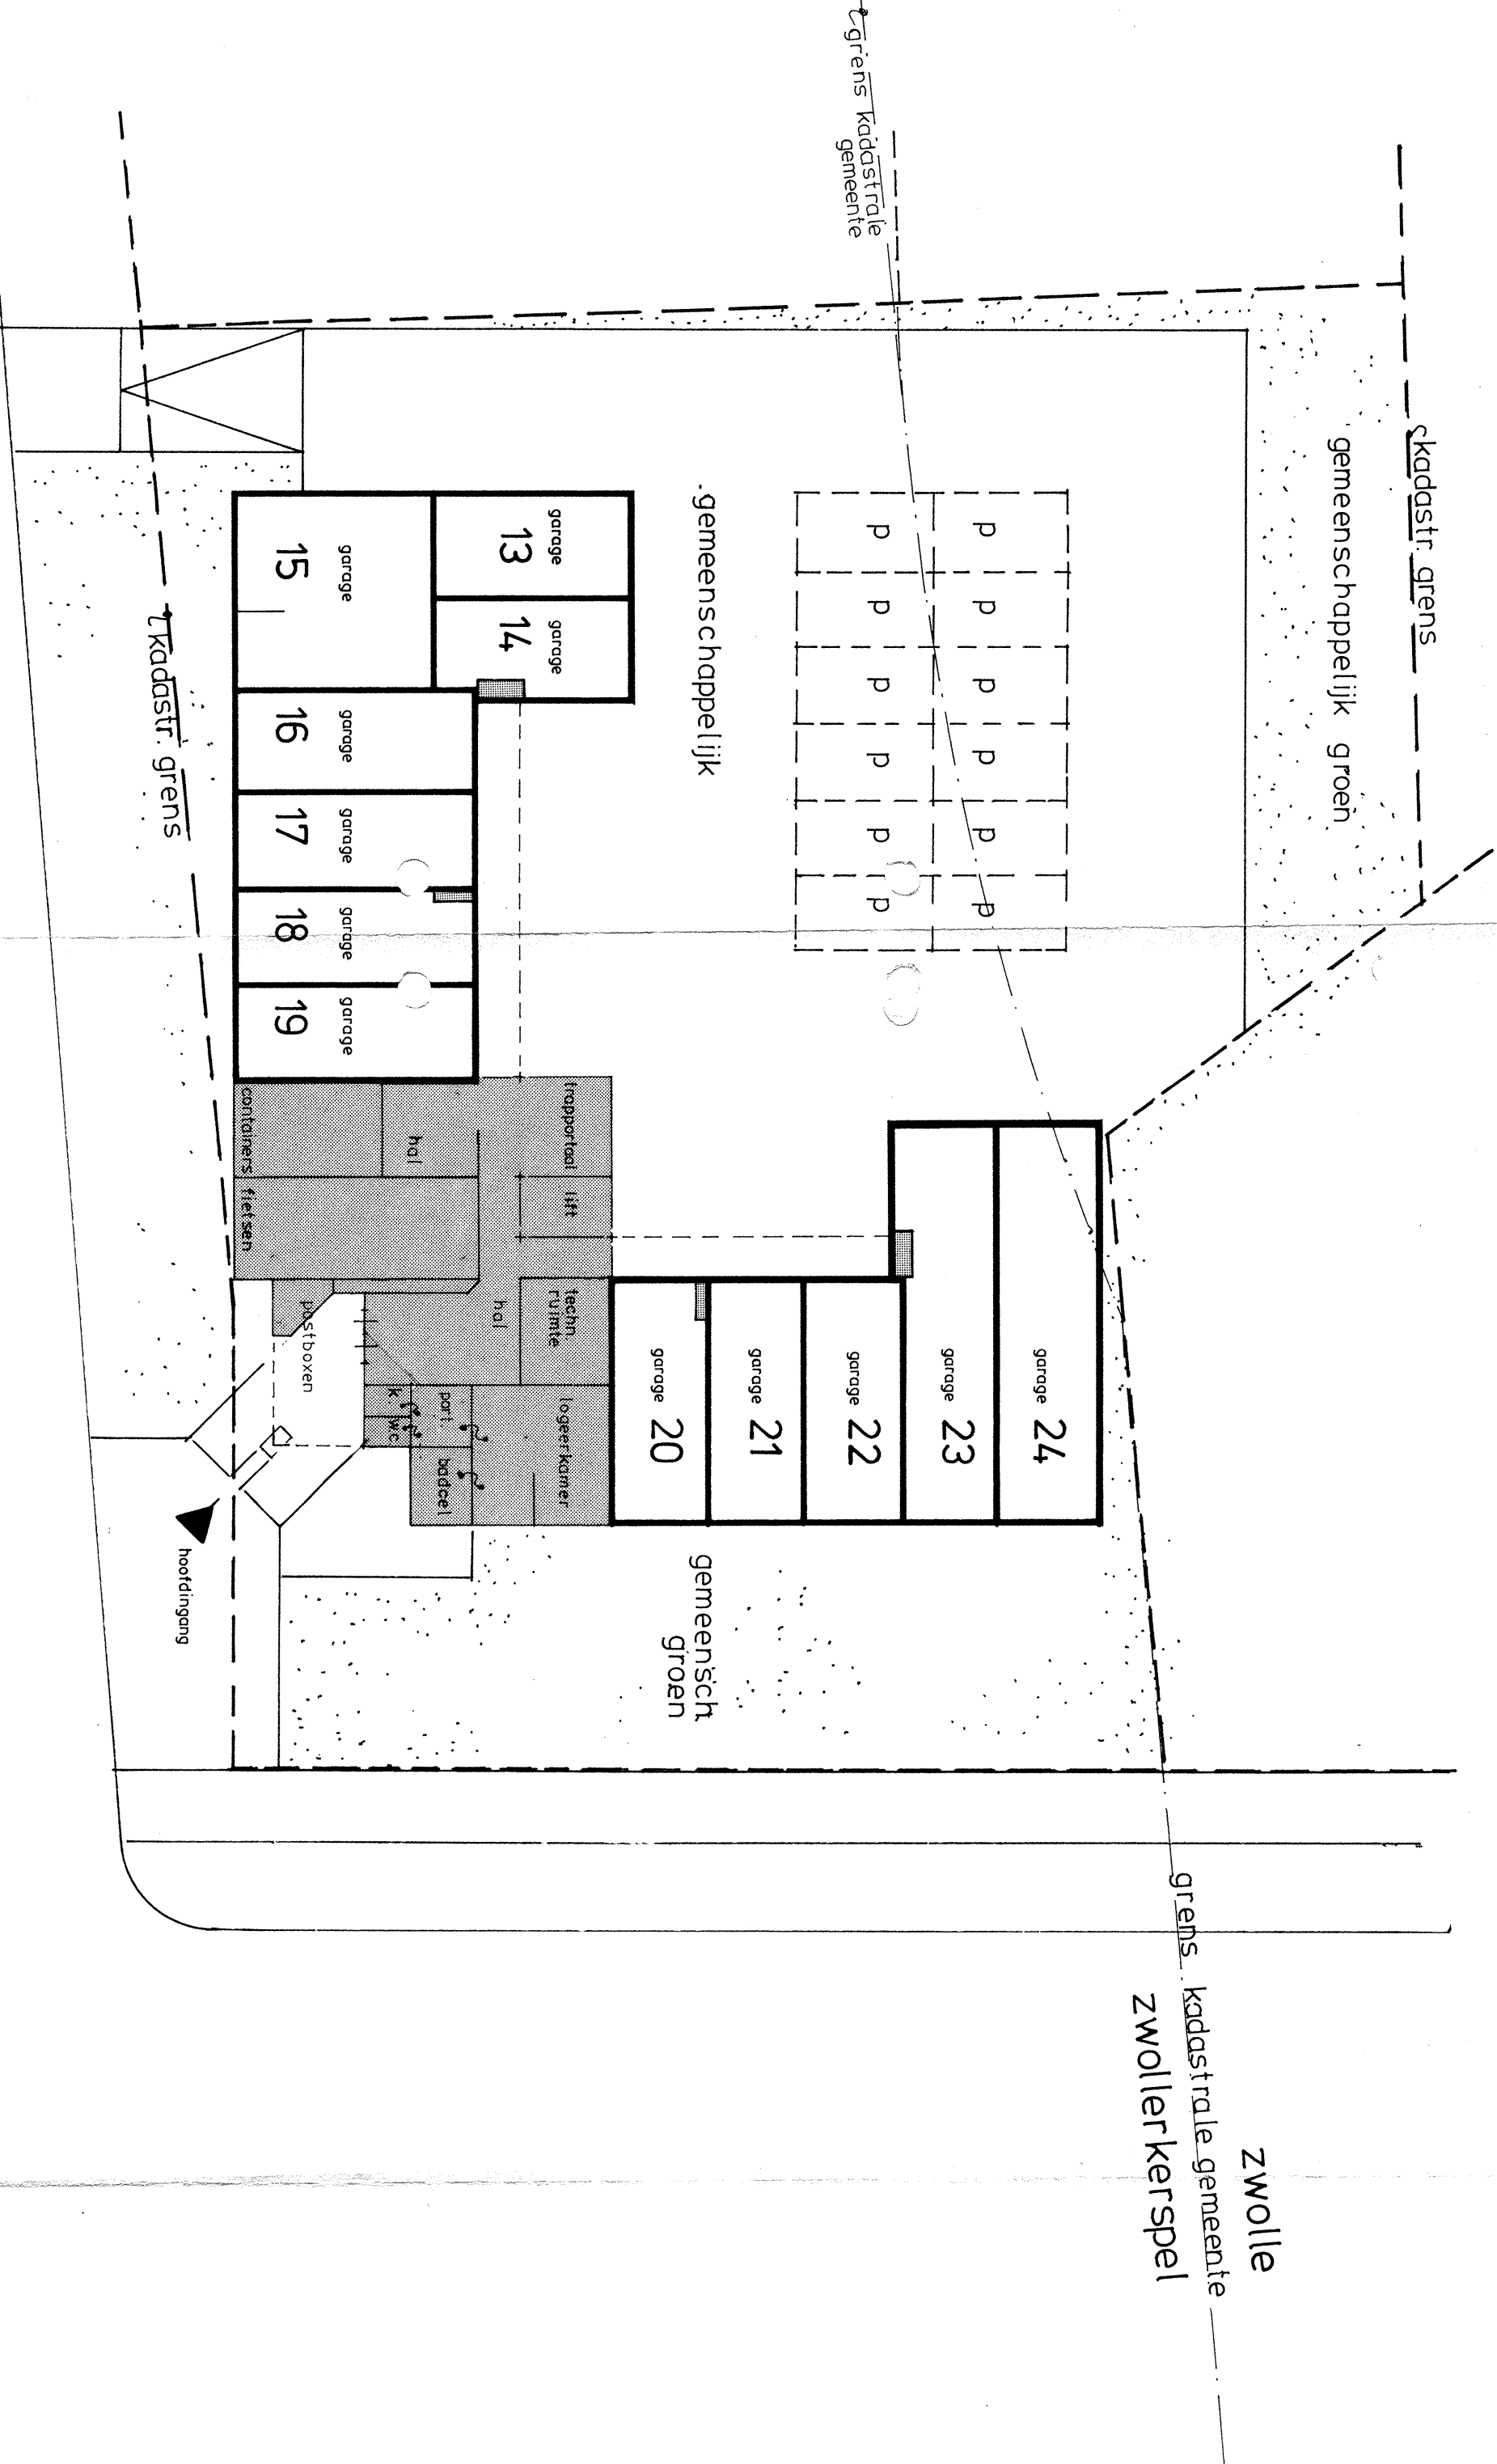 kadastr. grens
gemeenschappelijk groen
grens kadastrale
gemeente
p
p
p
p
p
p
p
p
p
p
p
p
gemeenschappelijk
garage
13
garage
14
garage
15
garage
16
garage
17
garage
18
garage
19
kadastr. grens
trapportaal
lift
hal
containers
fietsen
techn.
ruimte
hal
postboxen
logeerkamer
port.
k.
w.c
badcel
hoofdingang
garage 24
garage 23
garage 22
garage 21
garage 20
gemeensch
groen
zwolle
grens kadastrale gemeente
zwollerkerspel